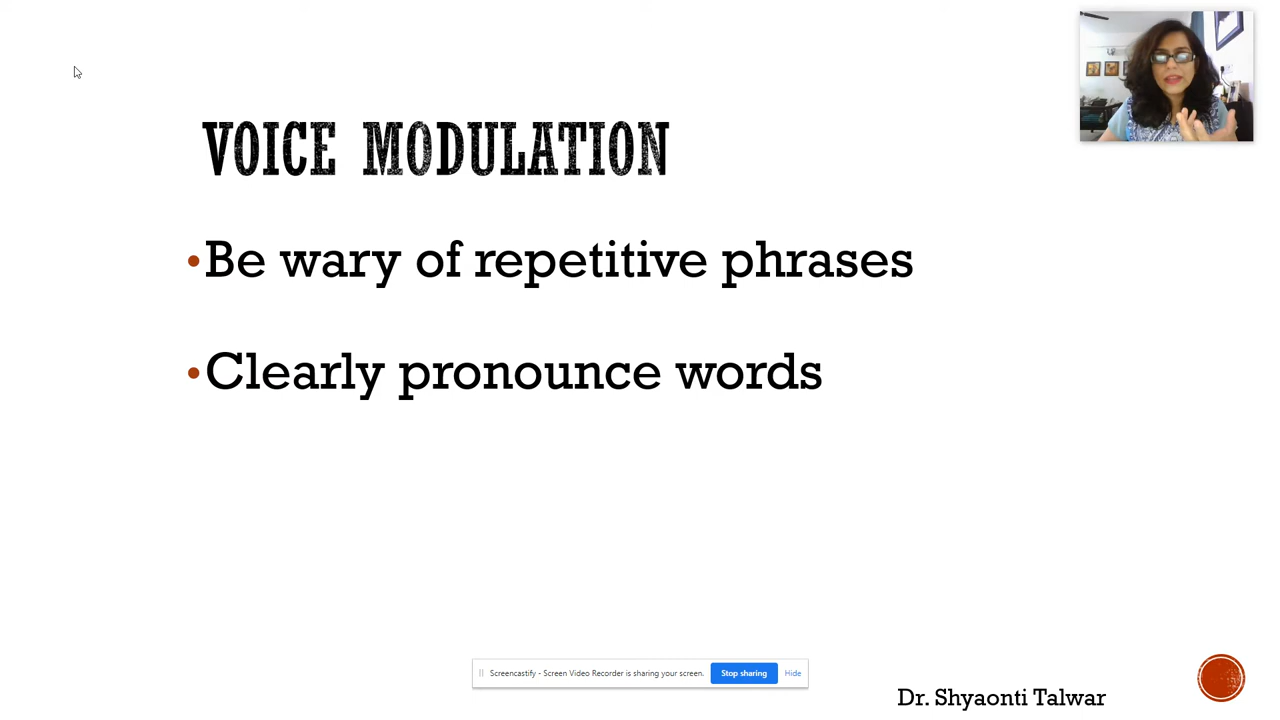 VOICE MODULATION
•Be wary of repetitive phrases
•Clearly pronounce words
Screencastify - Screen Video Recorder is sharing your screen. Stop sharing Hide
Dr. Shyaonti Talwar